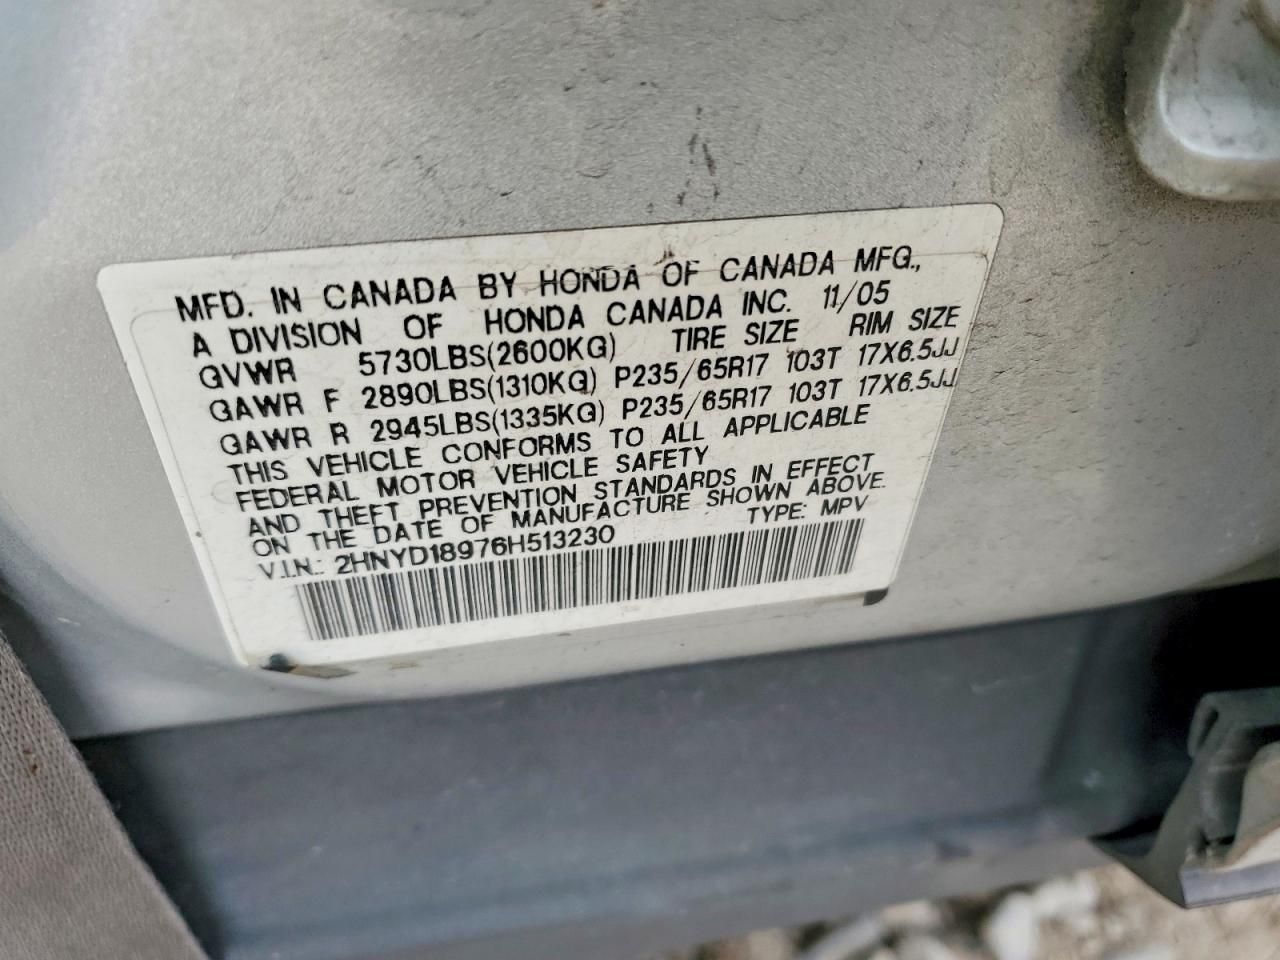 MFD. IN CANADA BY HONDA OF CANADA MFG.,
A DIVISION OF HONDA CANADA INC. 11/05
GVWR 5730LBS(2600KG) TIRE SIZE RIM SIZE
GAWR F 2890LBS(1310KG) P235/65R17 103T 17X6.5JJ
GAWR R 2945LBS(1335KG) P235/65R17 103T 17X6.5JJ
THIS VEHICLE CONFORMS TO ALL APPLICABLE
FEDERAL MOTOR VEHICLE SAFETY
AND THEFT PREVENTION STANDARDS IN EFFECT
ON THE DATE OF MANUFACTURE SHOWN ABOVE.
V.I.N.: 2HNYD18976H513230 TYPE: MPV